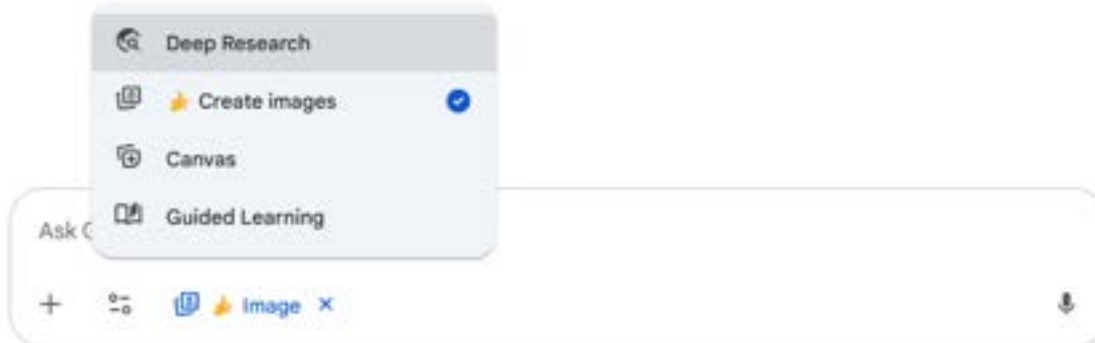 Deep Research
👍 Create images
Canvas
Guided Learning
Ask
👍 Image